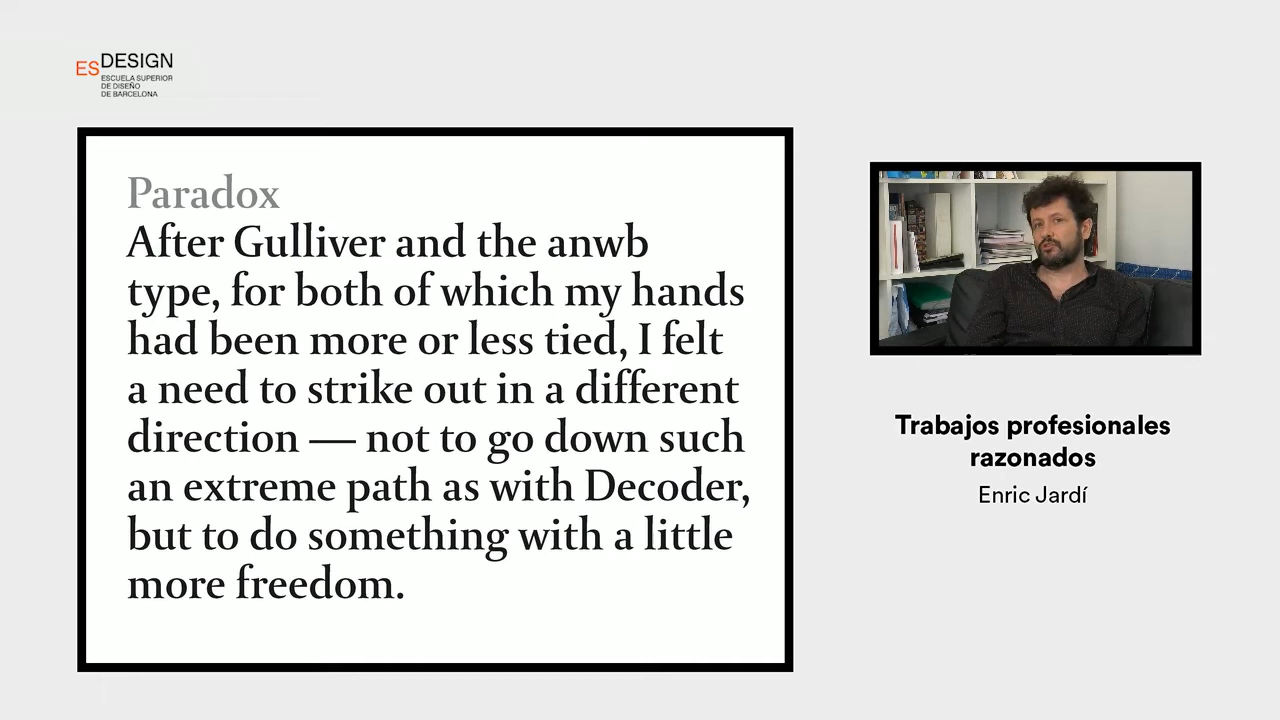 ESDESIGN
ESCUELA SUPERIOR
DE DISEÑO
DE BARCELONA
Paradox
After Gulliver and the anwb
type, for both of which my hands
had been more or less tied, I felt
a need to strike out in a different
direction — not to go down such
an extreme path as with Decoder,
but to do something with a little
more freedom.
Trabajos profesionales
razonados
Enric Jardí